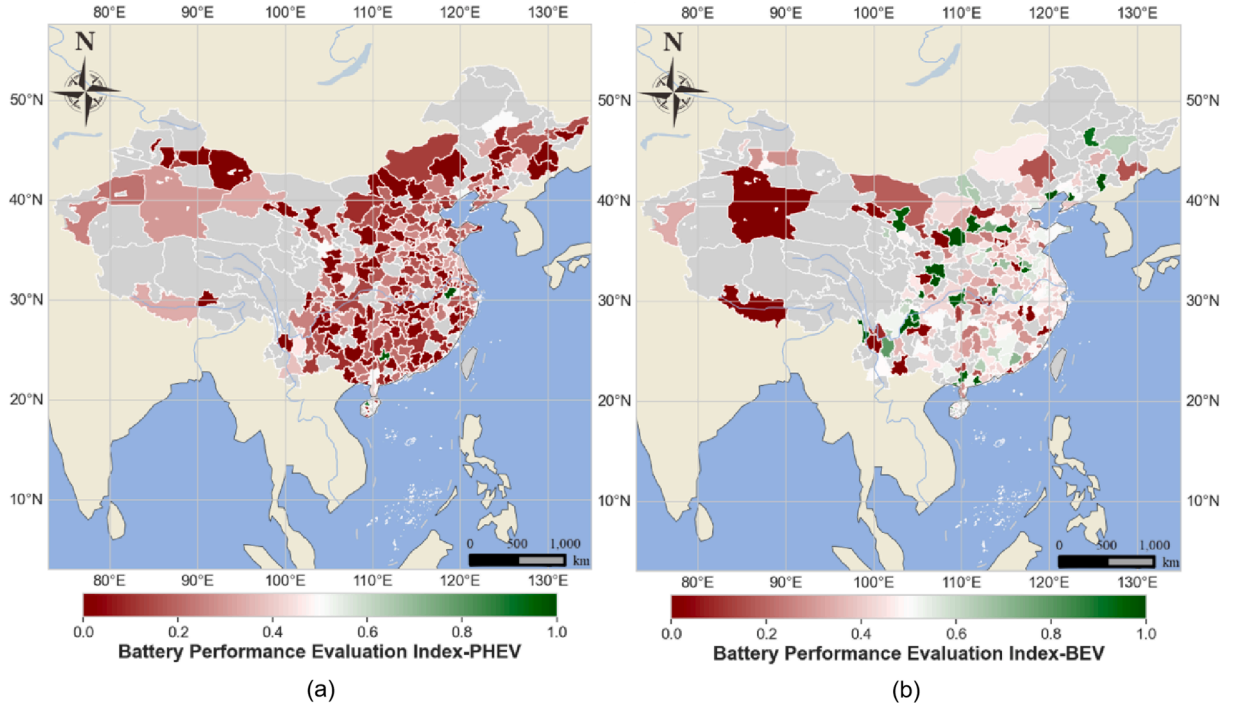 80°E 90°E 100°E 110°E 120°E 130°E
N
50°N
40°N
30°N
20°N
10°N
0 500 1,000
km
80°E 90°E 100°E 110°E 120°E 130°E
0.0 0.2 0.4 0.6 0.8 1.0
Battery Performance Evaluation Index-PHEV
(a)
80°E 90°E 100°E 110°E 120°E 130°E
N
50°N
40°N
30°N
20°N
10°N
0 500 1,000
km
80°E 90°E 100°E 110°E 120°E 130°E
0.0 0.2 0.4 0.6 0.8 1.0
Battery Performance Evaluation Index-BEV
(b)